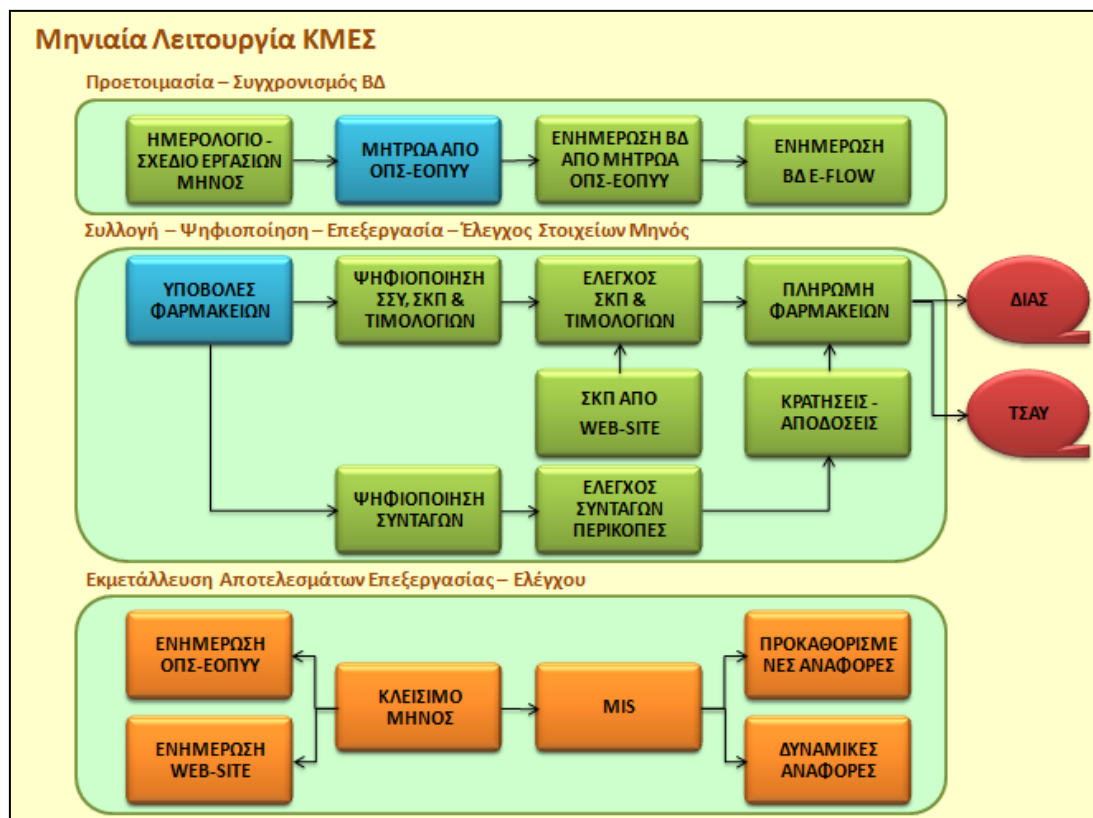 Μηνιαία Λειτουργία ΚΜΕΣ
Προετοιμασία – Συγχρονισμός ΒΔ
ΗΜΕΡΟΛΟΓΙΟ -
ΣΧΕΔΙΟ ΕΡΓΑΣΙΩΝ
ΜΗΝΟΣ
ΜΗΤΡΩΑ ΑΠΟ
ΟΠΣ-ΕΟΠΥΥ
ΕΝΗΜΕΡΩΣΗ ΒΔ
ΑΠΟ ΜΗΤΡΩΑ
ΟΠΣ-ΕΟΠΥΥ
ΕΝΗΜΕΡΩΣΗ
ΒΔ E-FLOW
Συλλογή – Ψηφιοποίηση – Επεξεργασία – Έλεγχος Στοιχείων Μηνός
ΥΠΟΒΟΛΕΣ
ΦΑΡΜΑΚΕΙΩΝ
ΨΗΦΙΟΠΟΙΗΣΗ
ΣΣΥ, ΣΚΠ &
ΤΙΜΟΛΟΓΙΩΝ
ΕΛΕΓΧΟΣ
ΣΚΠ &
ΤΙΜΟΛΟΓΙΩΝ
ΠΛΗΡΩΜΗ
ΦΑΡΜΑΚΕΙΩΝ
ΔΙΑΣ
ΣΚΠ ΑΠΟ
WEB-SITE
ΚΡΑΤΗΣΕΙΣ -
ΑΠΟΔΟΣΕΙΣ
ΤΣΑΥ
ΨΗΦΙΟΠΟΙΗΣΗ
ΣΥΝΤΑΓΩΝ
ΕΛΕΓΧΟΣ
ΣΥΝΤΑΓΩΝ
ΠΕΡΙΚΟΠΕΣ
Εκμετάλλευση Αποτελεσμάτων Επεξεργασίας – Ελέγχου
ΕΝΗΜΕΡΩΣΗ
ΟΠΣ-ΕΟΠΥΥ
ΕΝΗΜΕΡΩΣΗ
WEB-SITE
ΚΛΕΙΣΙΜΟ
ΜΗΝΟΣ
MIS
ΠΡΟΚΑΘΟΡΙΣΜΕ
ΝΕΣ ΑΝΑΦΟΡΕΣ
ΔΥΝΑΜΙΚΕΣ
ΑΝΑΦΟΡΕΣ